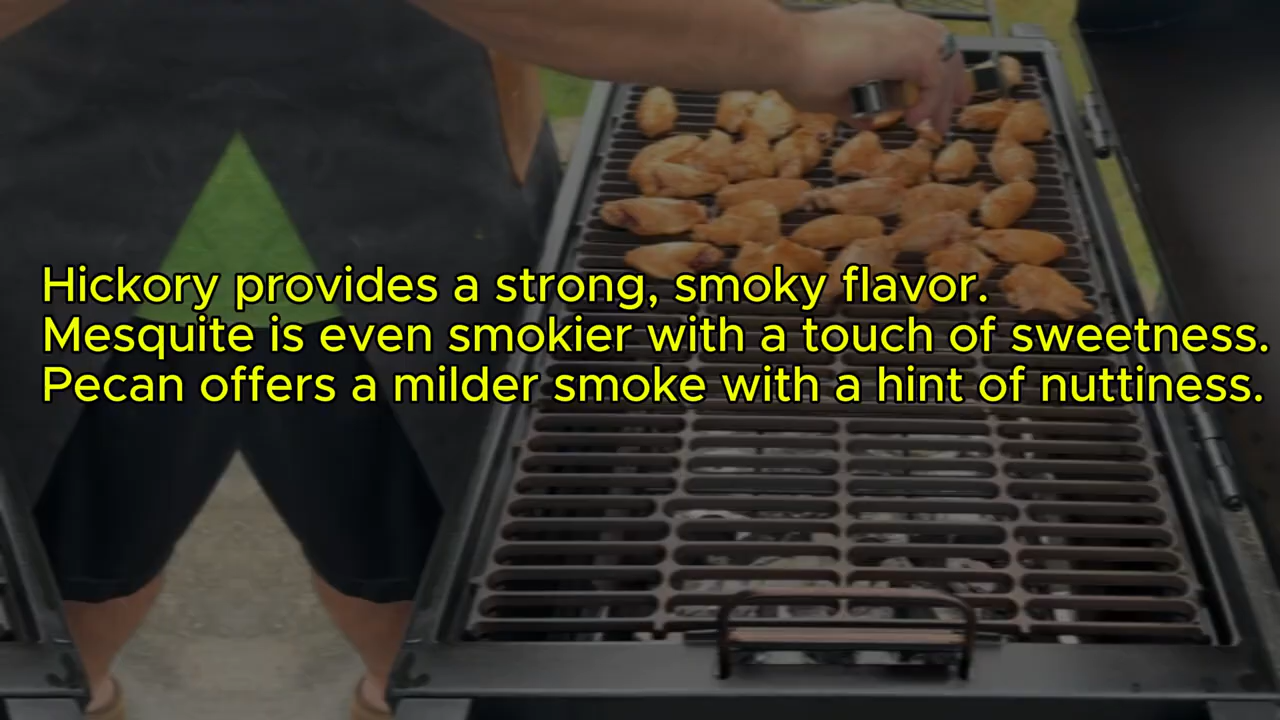 Hickory provides a strong, smoky flavor.
Mesquite is even smokier with a touch of sweetness.
Pecan offers a milder smoke with a hint of nuttiness.